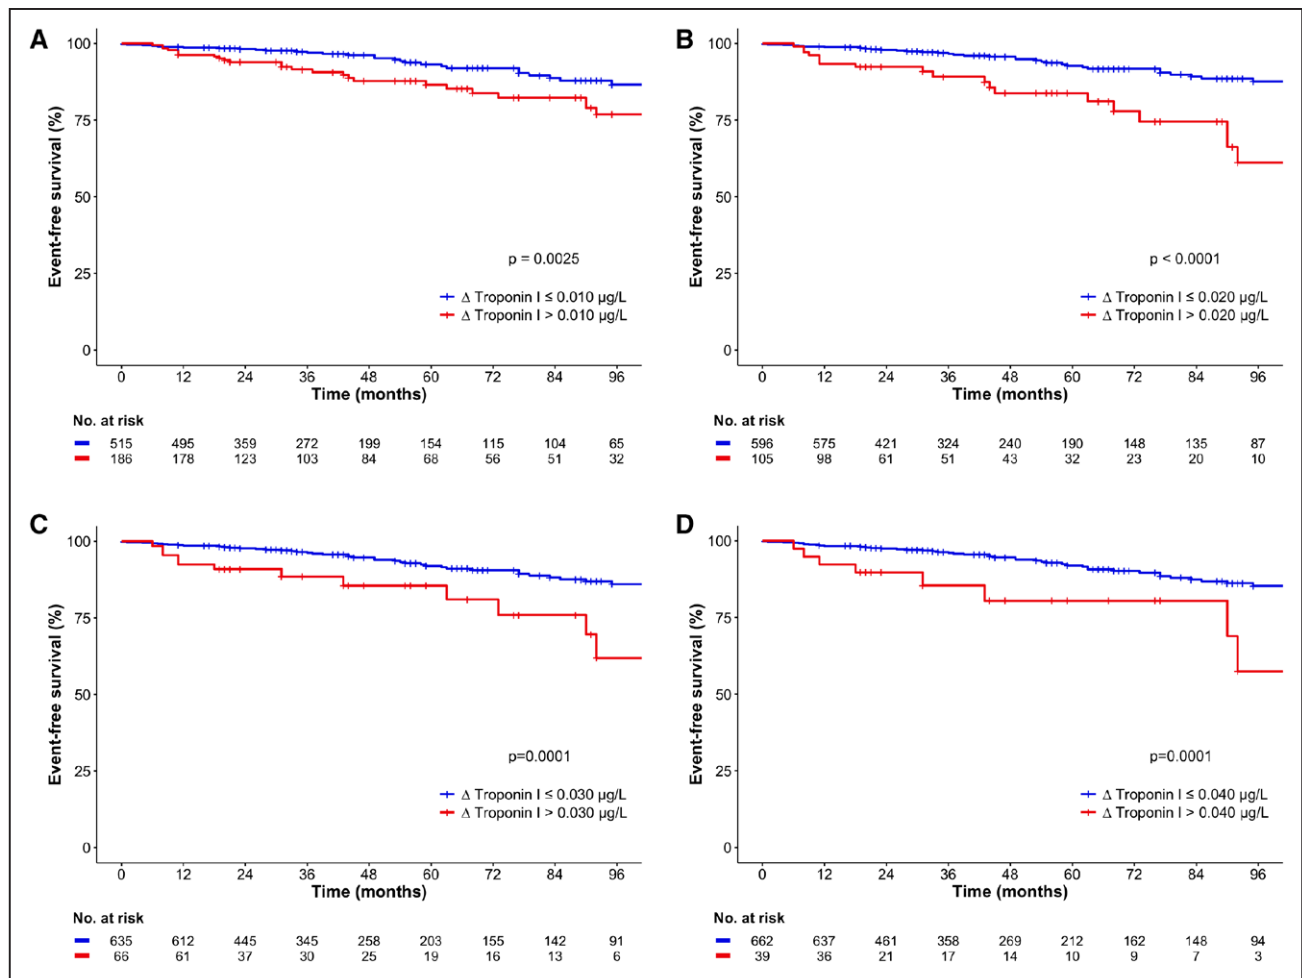 A
Event-free survival (%)
100
75
50
25
0
p = 0.0025
Δ Troponin I ≤ 0.010 µg/L
Δ Troponin I > 0.010 µg/L
0 12 24 36 48 60 72 84 96
Time (months)
No. at risk
515 495 359 272 199 154 115 104 65
186 178 123 103 84 68 56 51 32
B
Event-free survival (%)
100
75
50
25
0
p < 0.0001
Δ Troponin I ≤ 0.020 µg/L
Δ Troponin I > 0.020 µg/L
0 12 24 36 48 60 72 84 96
Time (months)
No. at risk
596 575 421 324 240 190 148 135 87
105 98 61 51 43 32 23 20 10
C
Event-free survival (%)
100
75
50
25
0
p=0.0001
Δ Troponin I ≤ 0.030 µg/L
Δ Troponin I > 0.030 µg/L
0 12 24 36 48 60 72 84 96
Time (months)
No. at risk
635 612 445 345 258 203 155 142 91
66 61 37 30 25 19 16 13 6
D
Event-free survival (%)
100
75
50
25
0
p=0.0001
Δ Troponin I ≤ 0.040 µg/L
Δ Troponin I > 0.040 µg/L
0 12 24 36 48 60 72 84 96
Time (months)
No. at risk
662 637 461 358 269 212 162 148 94
39 36 21 17 14 10 9 7 3